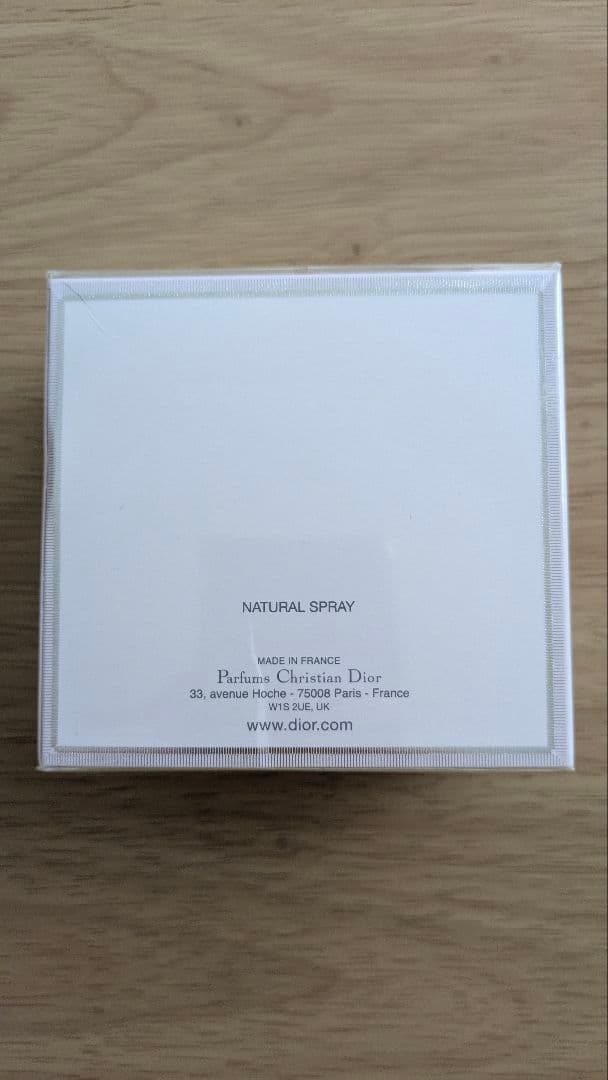 NATURAL SPRAY
MADE IN FRANCE
Parfums Christian Dior
33, avenue Hoche - 75008 Paris - France
W1S 2UE, UK
www.dior.com